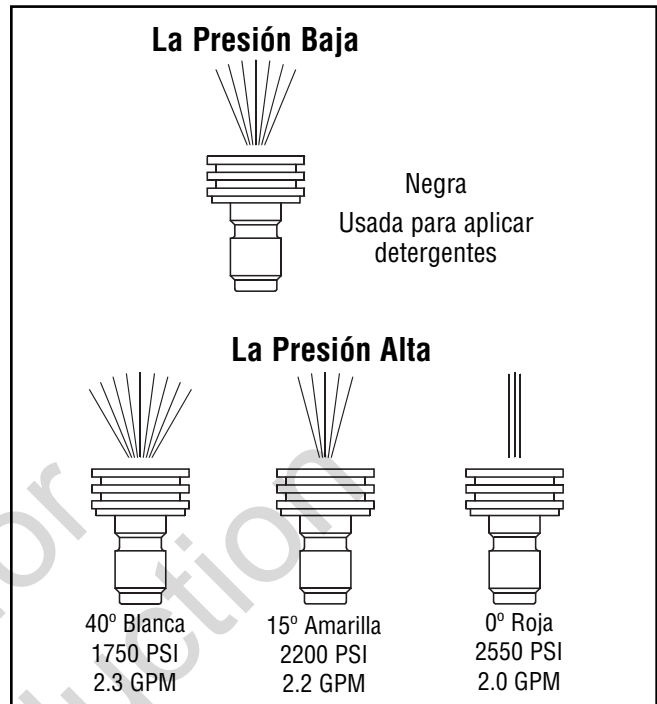 La Presión Baja
Negra
Usada para aplicar
detergentes
La Presión Alta
40º Blanca
1750 PSI
2.3 GPM
15º Amarilla
2200 PSI
2.2 GPM
0º Roja
2550 PSI
2.0 GPM